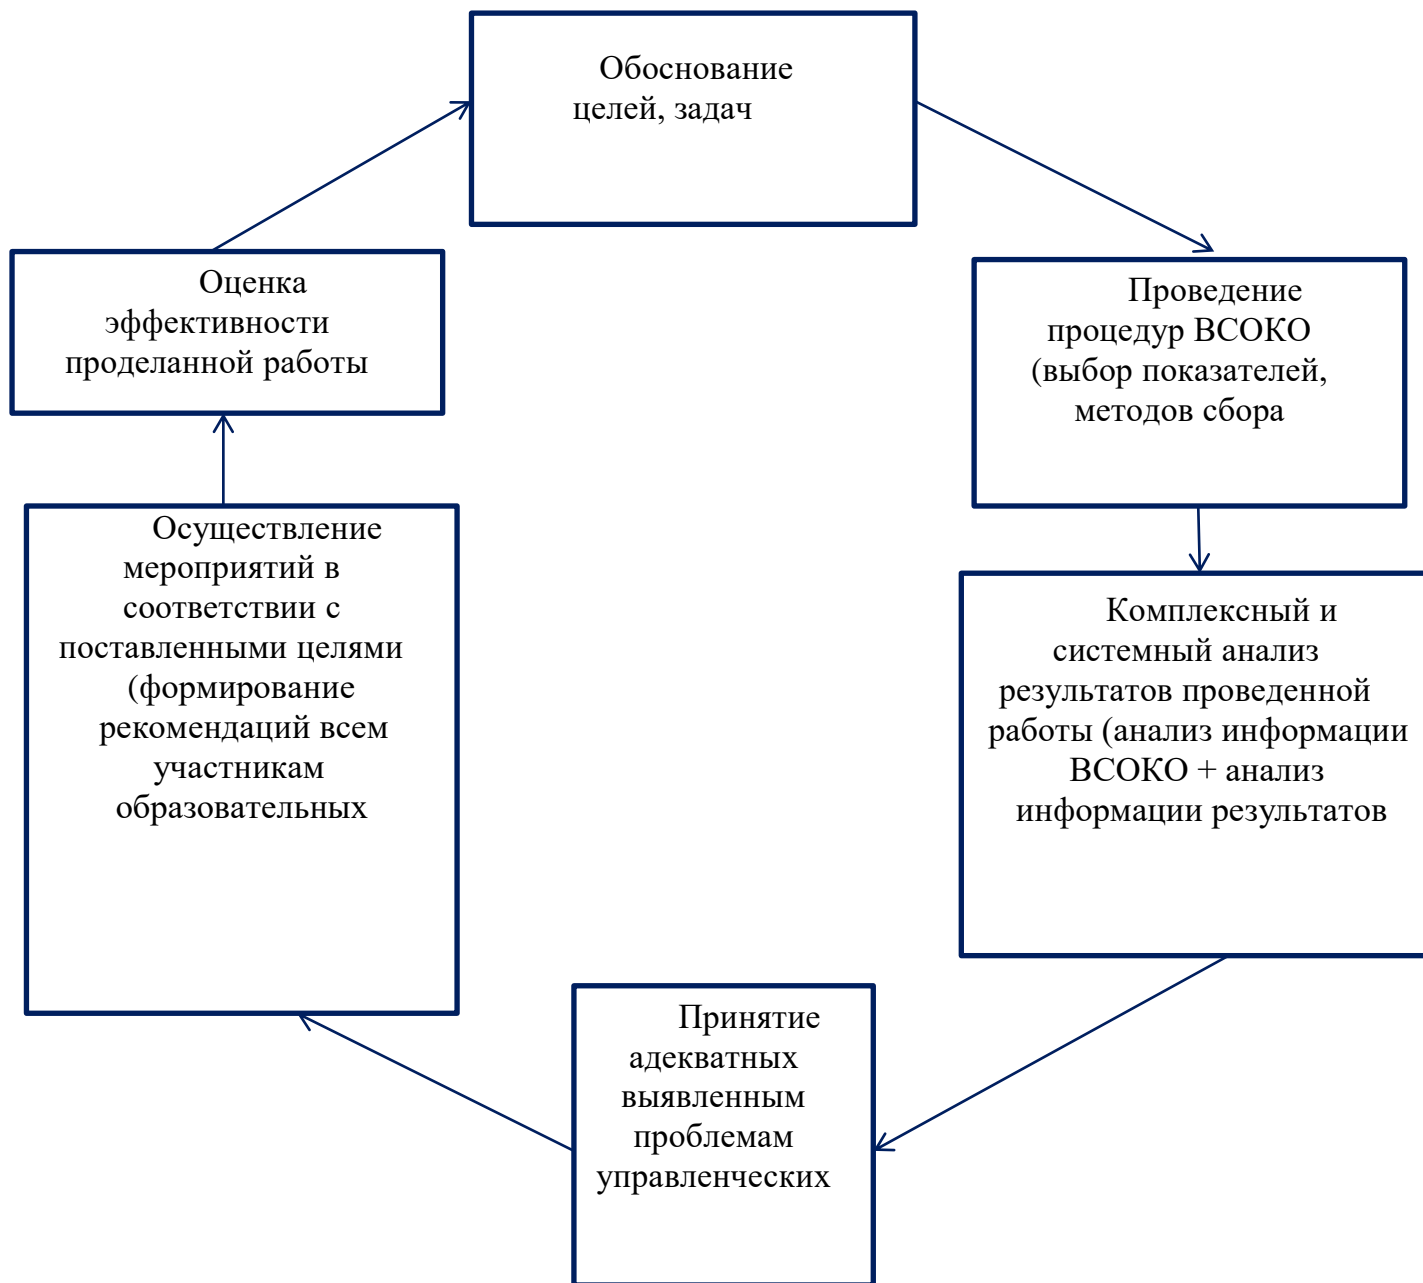 Обоснование
целей, задач
Оценка
эффективности
проделанной работы
Проведение
процедур ВСОКО
(выбор показателей,
методов сбора
Осуществление
мероприятий в
соответствии с
поставленными целями
(формирование
рекомендаций всем
участникам
образовательных
Комплексный и
системный анализ
результатов проведенной
работы (анализ информации
ВСОКО + анализ
информации результатов
Принятие
адекватных
выявленным
проблемам
управленческих